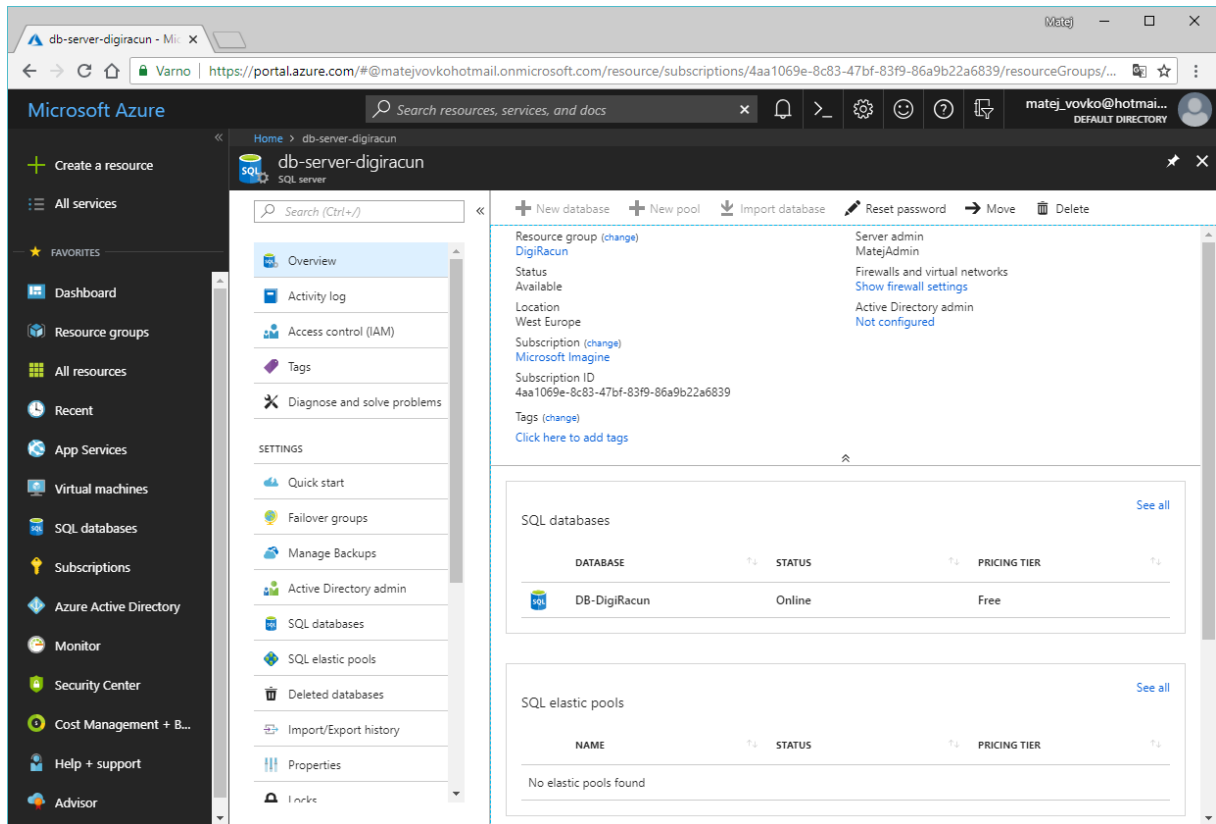 Matej
db-server-digiracun - Mic
Varno | https://portal.azure.com/#@matejvovkohotmail.onmicrosoft.com/resource/subscriptions/4aa1069e-8c83-47bf-83f9-86a9b22a6839/resourceGroups/...
Microsoft Azure
Search resources, services, and docs
matej_vovko@hotmai...
DEFAULT DIRECTORY
Create a resource
All services
FAVORITES
Dashboard
Resource groups
All resources
Recent
App Services
Virtual machines
SQL databases
Subscriptions
Azure Active Directory
Monitor
Security Center
Cost Management + B...
Help + support
Advisor
Home > db-server-digiracun
db-server-digiracun
SQL server
Search (Ctrl+/)
Overview
Activity log
Access control (IAM)
Tags
Diagnose and solve problems
SETTINGS
Quick start
Failover groups
Manage Backups
Active Directory admin
SQL databases
SQL elastic pools
Deleted databases
Import/Export history
Properties
Locks
New database New pool Import database Reset password Move Delete
Resource group (change)
DigiRacun
Status
Available
Location
West Europe
Subscription (change)
Microsoft Imagine
Subscription ID
4aa1069e-8c83-47bf-83f9-86a9b22a6839
Tags (change)
Click here to add tags
Server admin
MatejAdmin
Firewalls and virtual networks
Show firewall settings
Active Directory admin
Not configured
See all
SQL databases
DATABASE STATUS PRICING TIER
DB-DigiRacun Online Free
See all
SQL elastic pools
NAME STATUS PRICING TIER
No elastic pools found